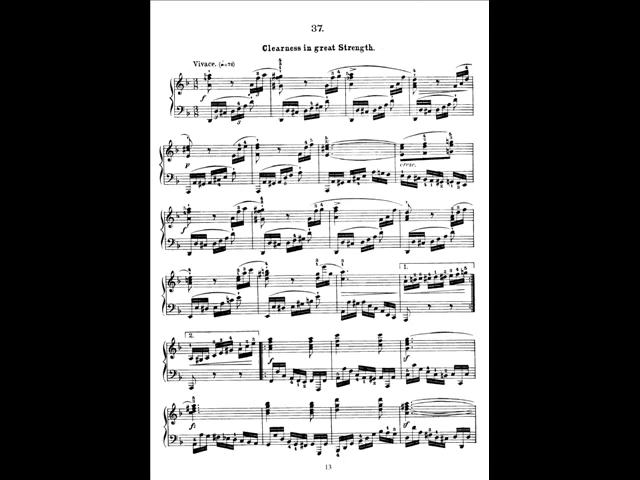 37.
Clearness in great Strength.
Vivace.
f
p
cresc.
f
1.
2.
f
f
f
13